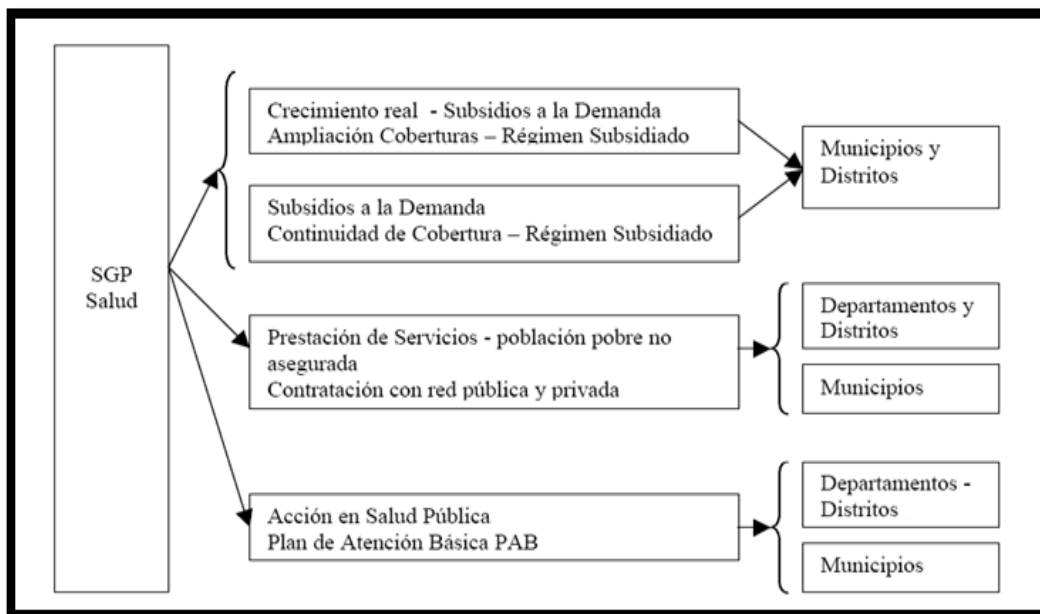 SGP
Salud
Crecimiento real - Subsidios a la Demanda
Ampliación Coberturas – Régimen Subsidiado
Subsidios a la Demanda
Continuidad de Cobertura – Régimen Subsidiado
Municipios y
Distritos
Prestación de Servicios - población pobre no
asegurada
Contratación con red pública y privada
Departamentos y
Distritos
Municipios
Acción en Salud Pública
Plan de Atención Básica PAB
Departamentos -
Distritos
Municipios